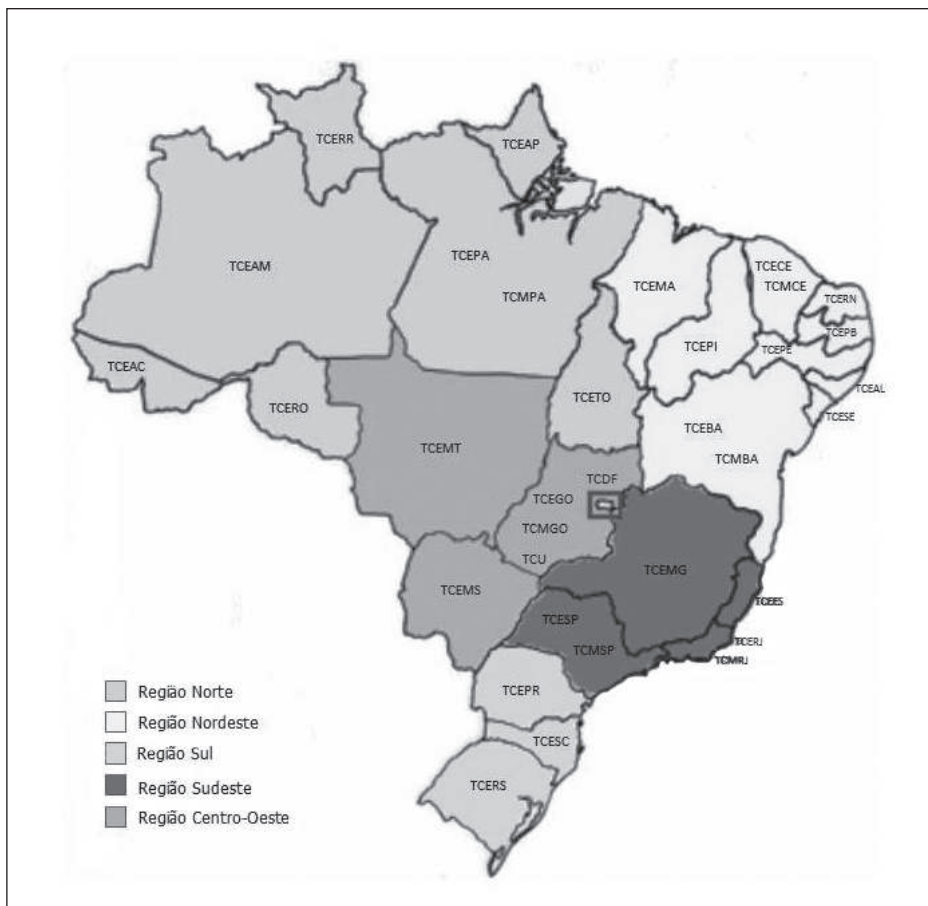 TCERR
TCEAP
TCEAM
TCEPA
TCMPA
TCEMA
TCECE
TCMCE
TCERN
TCEPB
TCEPI
TCEPE
TCEAL
TCESE
TCEAC
TCERO
TCETO
TCEMT
TCEBA
TCMBA
TCDF
TCEGO
TCMGO
TCU
TCEMS
TCEMG
TCEES
TCERJ
TCESP
TCMSP
TCMRJ
TCEPR
TCESC
TCERS
Região Norte
Região Nordeste
Região Sul
Região Sudeste
Região Centro-Oeste